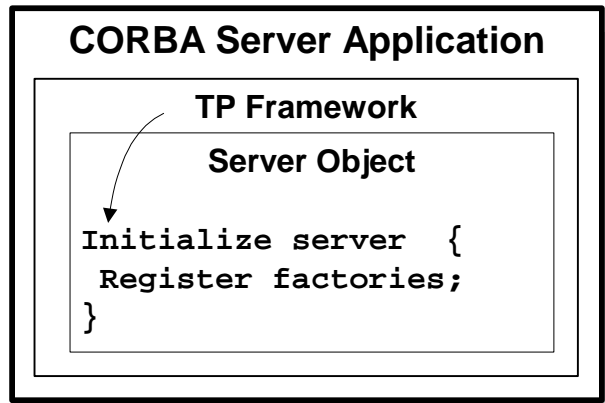 CORBA Server Application
TP Framework
Server Object
Initialize server  {
 Register factories;
}